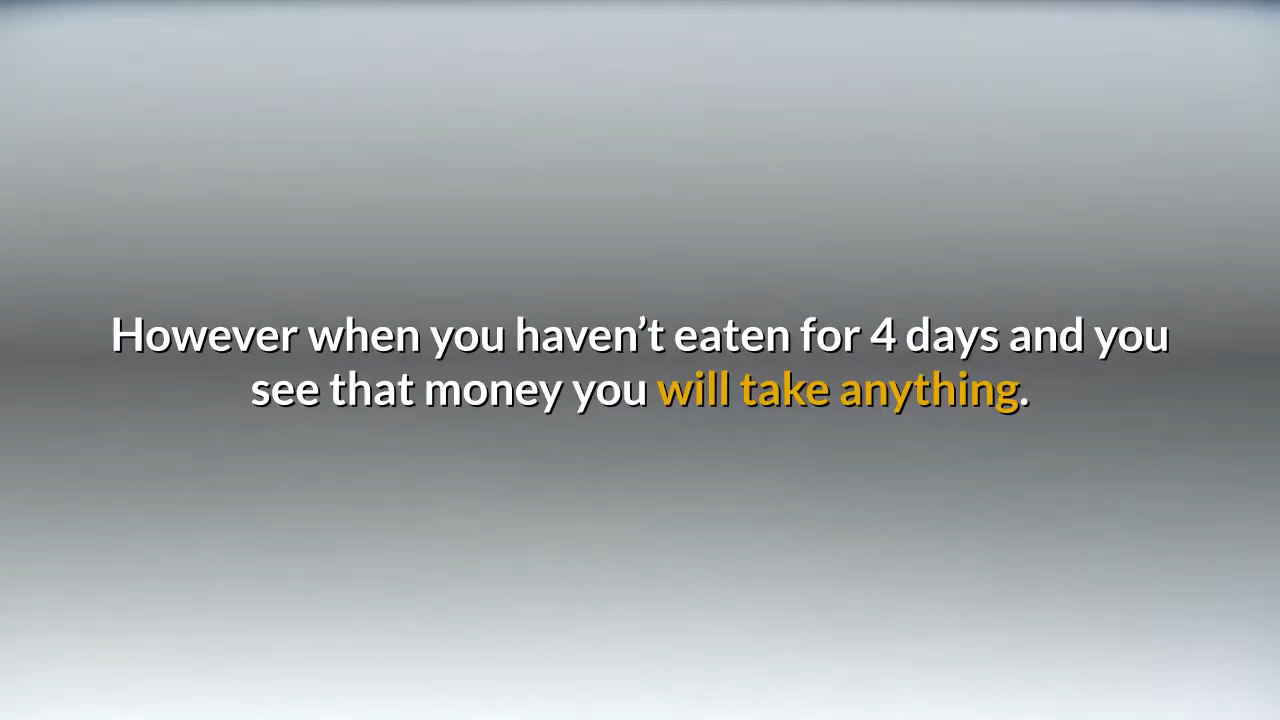 However when you haven’t eaten for 4 days and you
see that money you will take anything.